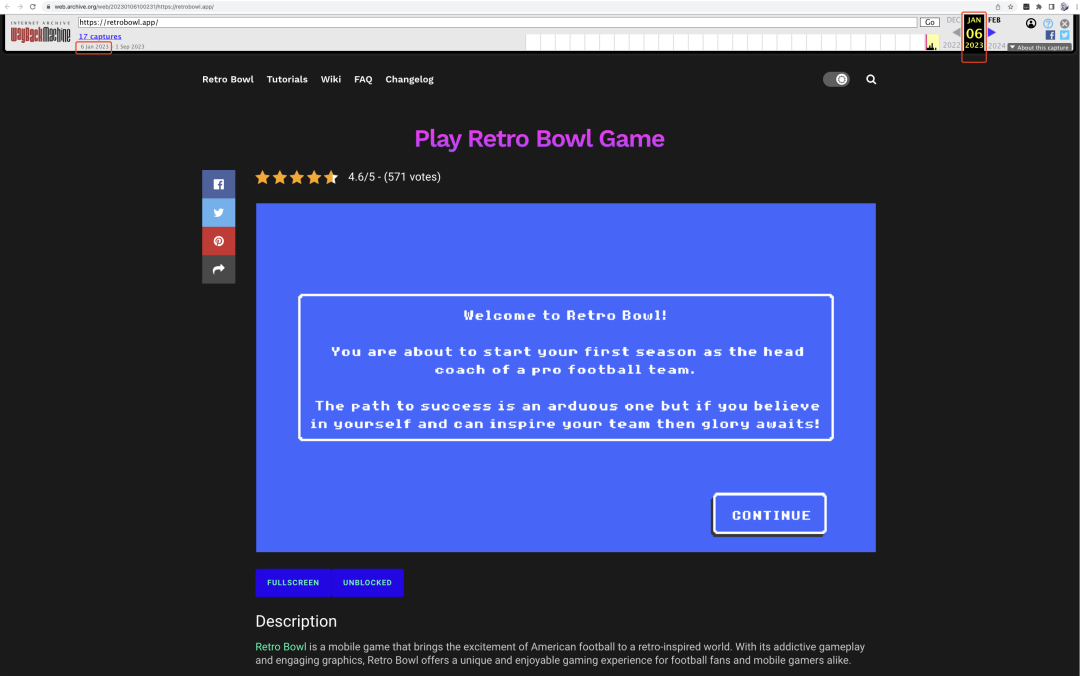 web.archive.org/web/20230106100231/https://retrobowl.app/
INTERNET ARCHIVE
WayBackMachine
https://retrobowl.app/
Go
DEC JAN FEB
17 captures
06
6 Jan 2023 - 1 Sep 2023
2022 2023 2024
About this capture
Retro Bowl Tutorials Wiki FAQ Changelog
Play Retro Bowl Game
4.6/5 - (571 votes)
Welcome to Retro Bowl!
You are about to start your first season as the head
coach of a pro football team.
The path to success is an arduous one but if you believe
in yourself and can inspire your team then glory awaits!
CONTINUE
FULLSCREEN UNBLOCKED
Description
Retro Bowl is a mobile game that brings the excitement of American football to a retro-inspired world. With its addictive gameplay
and engaging graphics, Retro Bowl offers a unique and enjoyable gaming experience for football fans and mobile gamers alike.